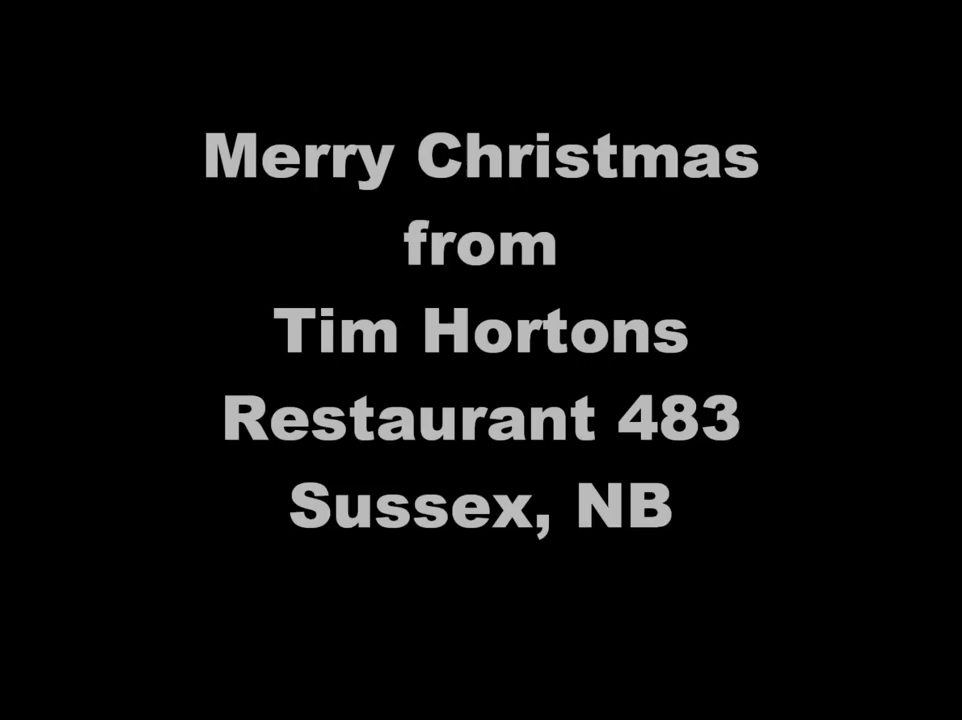 Merry Christmas
from
Tim Hortons
Restaurant 483
Sussex, NB